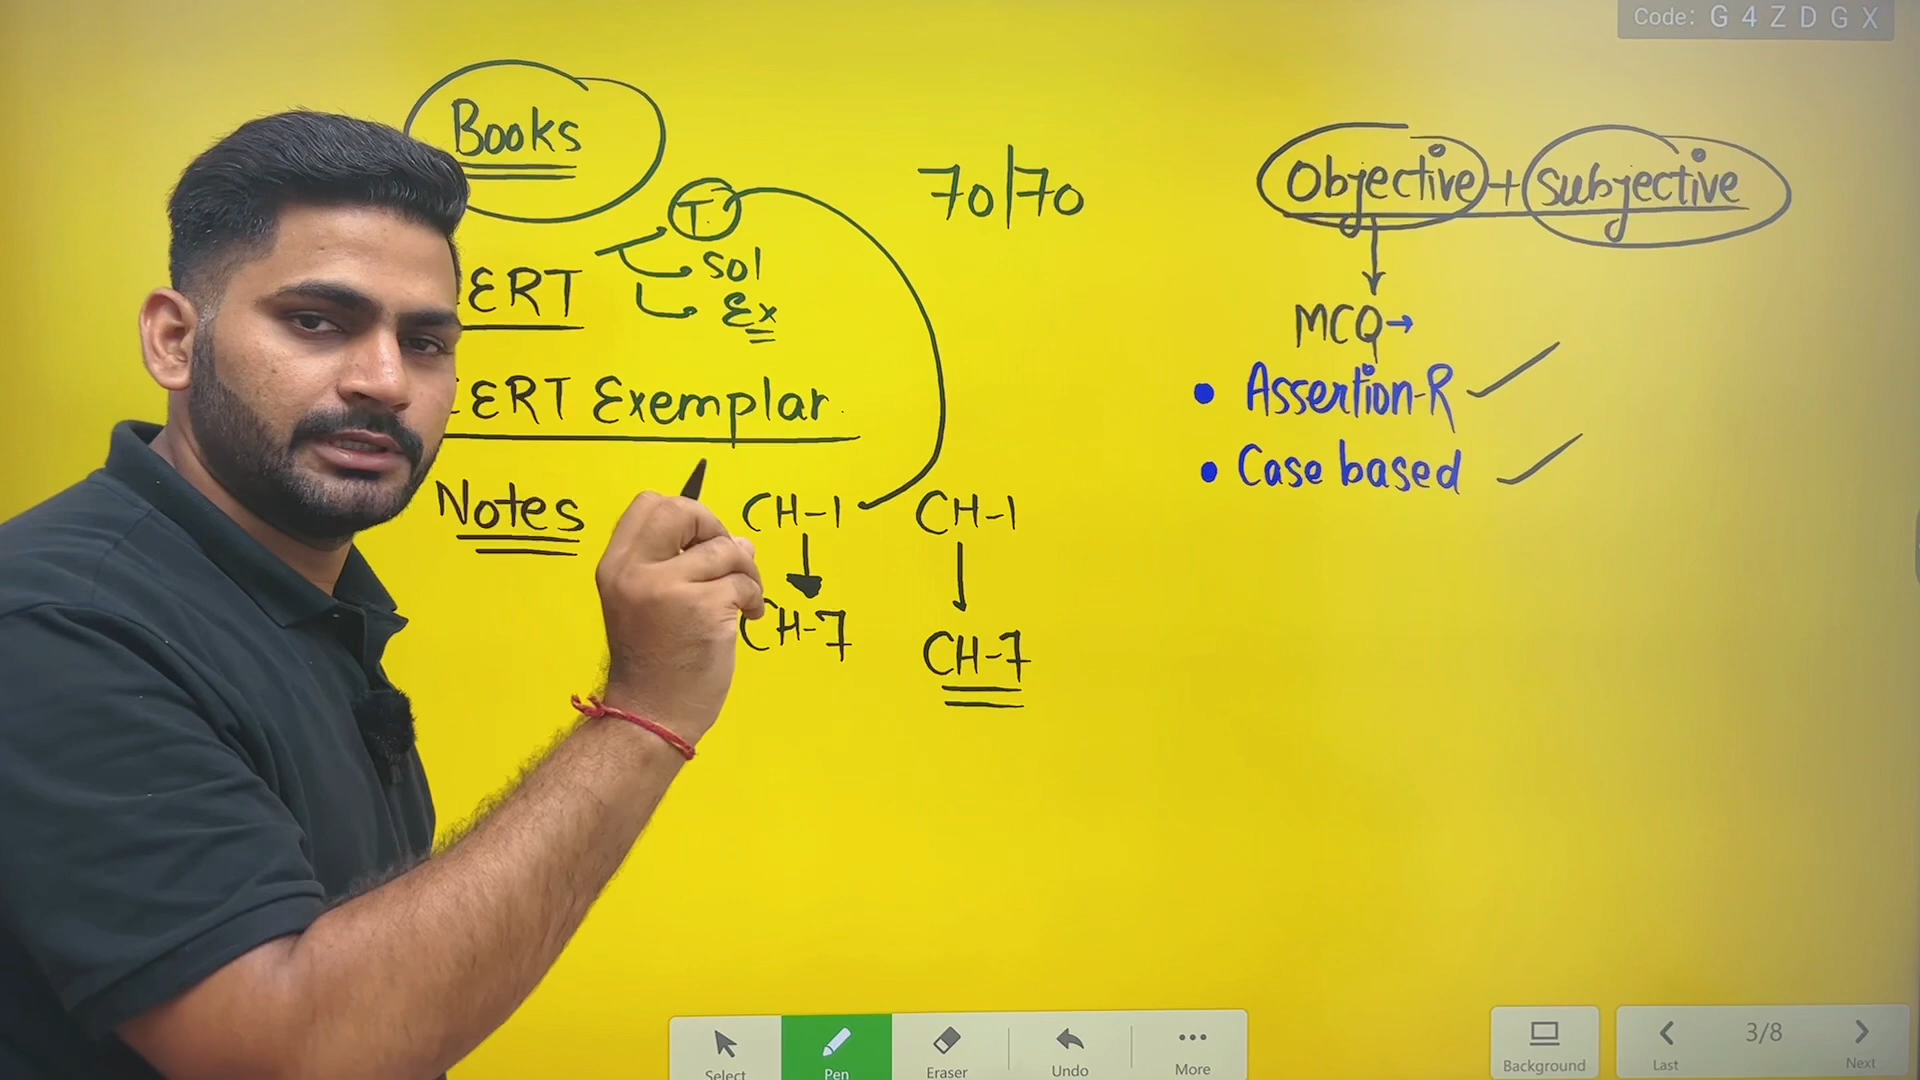 Code: G 4 Z D G X
Books
T.
Sol
ERT
Ex
ERT Exemplar.
Notes
CH-1
CH-7
CH-1
CH-7
70/70
Objective + Subjective
MCQ→
• Assertion-R
• Case based
Select
Pen
Eraser
Undo
More
Background
Last
3/8
Next